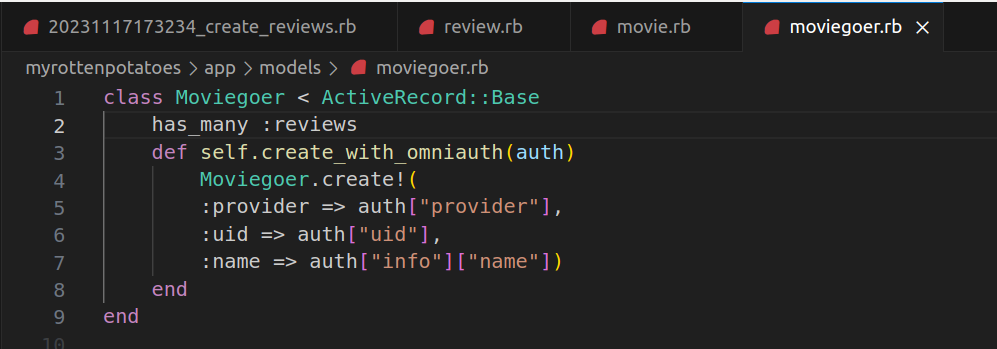 20231117173234_create_reviews.rb review.rb movie.rb moviegoer.rb ×
myrottenpotatoes > app > models > moviegoer.rb
1 class Moviegoer < ActiveRecord::Base
2 has_many :reviews
3 def self.create_with_omniauth(auth)
4 Moviegoer.create!(
5 :provider => auth["provider"],
6 :uid => auth["uid"],
7 :name => auth["info"]["name"])
8 end
9 end
10